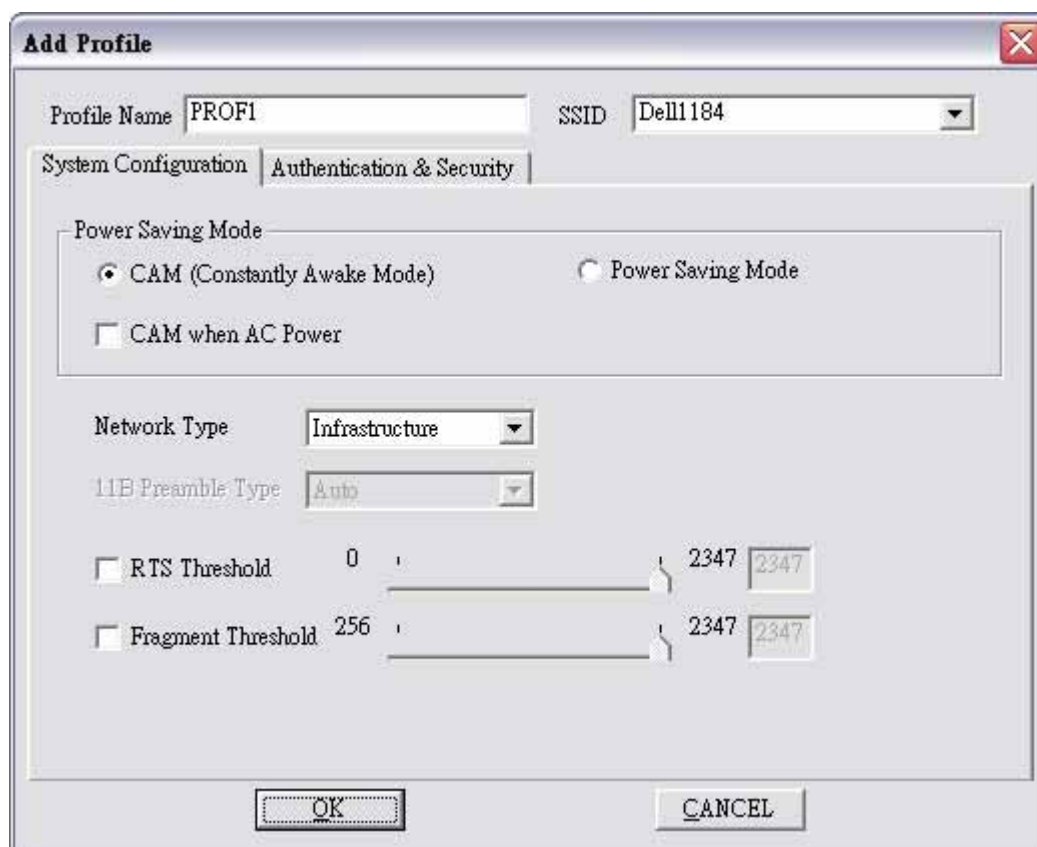 Add Profile
Profile Name PROF1 SSID Dell1184
System Configuration Authentication & Security
Power Saving Mode
CAM (Constantly Awake Mode) Power Saving Mode
CAM when AC Power
Network Type Infrastructure
11B Preamble Type Auto
RTS Threshold 0 2347 2347
Fragment Threshold 256 2347 2347
OK CANCEL